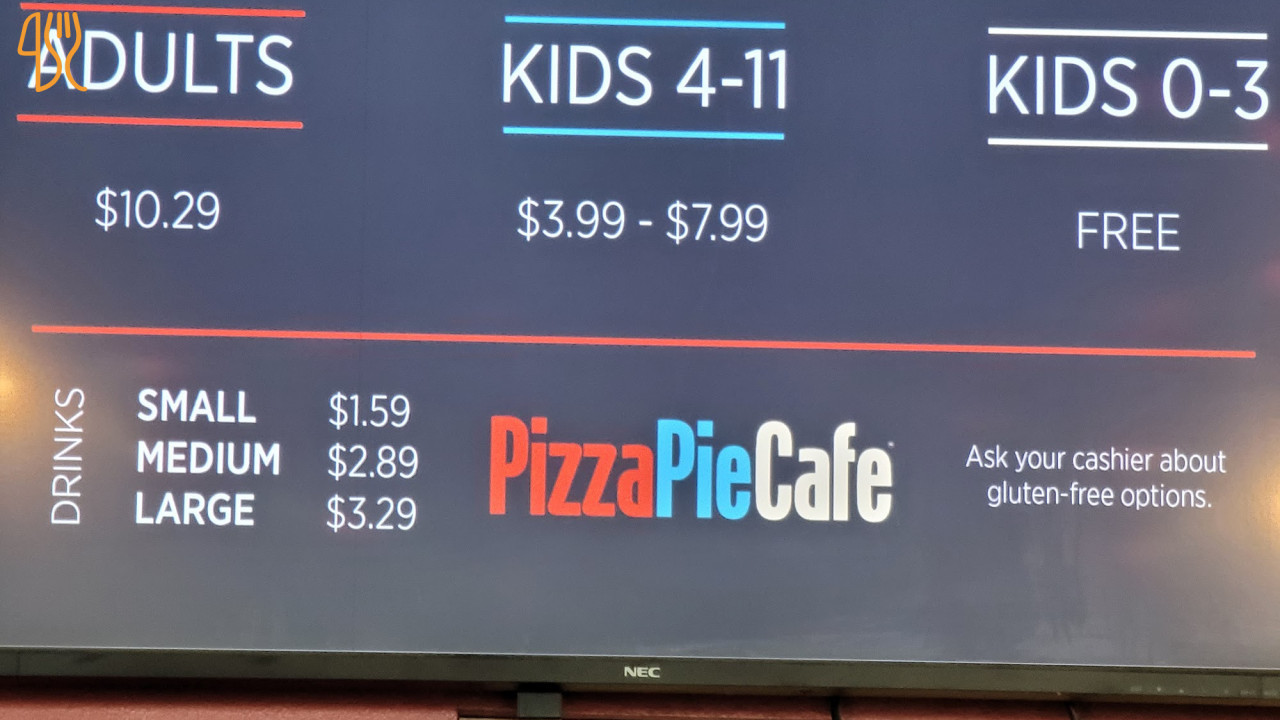 ADULTS
KIDS 4-11
KIDS 0-3
$10.29
$3.99 - $7.99
FREE
DRINKS
SMALL $1.59
MEDIUM $2.89
LARGE $3.29
PizzaPieCafe
Ask your cashier about
gluten-free options.
NEC